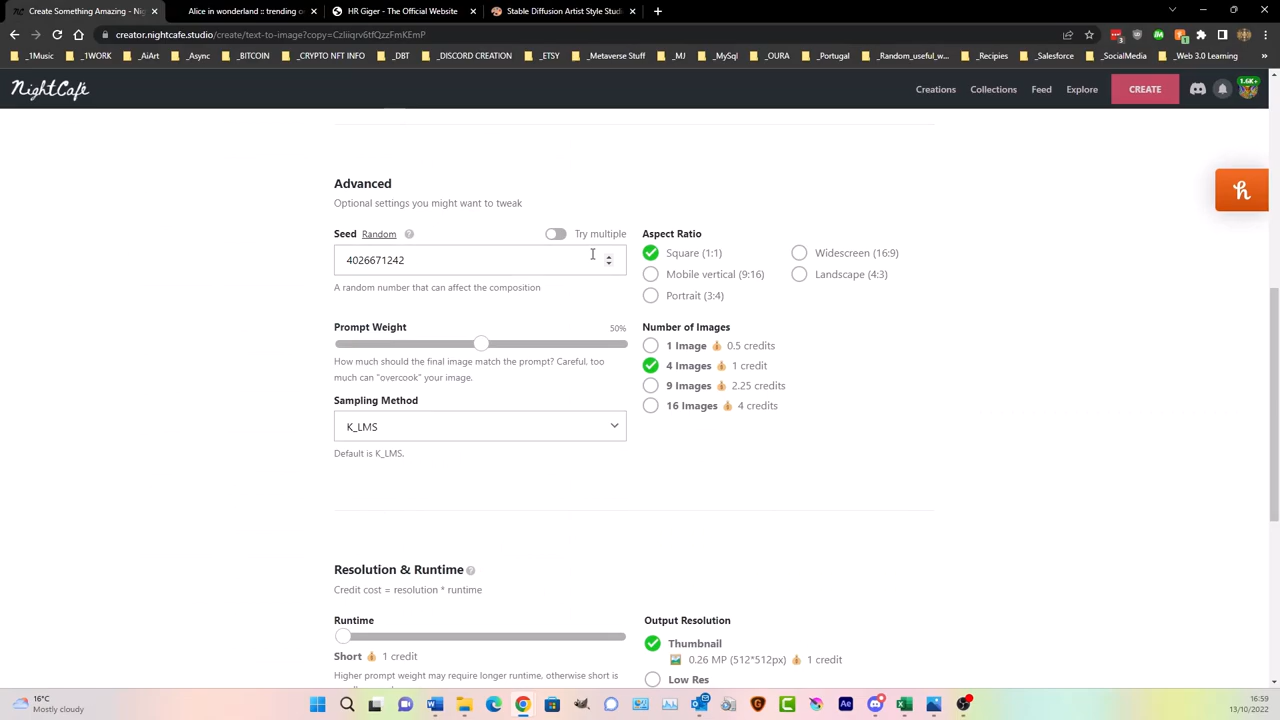 Create Something Amazing - Nig
Alice in wonderland :: trending on
HR Giger - The Official Website
Stable Diffusion Artist Style Studi
creator.nightcafe.studio/create/text-to-image?copy=Czliiqrv6tfQzzFmKEmP
_1Music
_1WORK
_AiArt
_Async
_BITCOIN
_CRYPTO NEF INFO
_DBT
_DISCORD CREATION
_ETSY
_Metaverse Stuff
_MJ
_MySql
_OURA
_Portugal
_Random_useful_w...
_Recipies
_Salesforce
_SocialMedia
_Web 3.0 Learning
NightCafe
Creations
Collections
Feed
Explore
CREATE
1.6K+
Advanced
Optional settings you might want to tweak
Seed Random ? Try multiple
4026671242
A random number that can affect the composition
Prompt Weight 50%
How much should the final image match the prompt? Careful, too
much can "overcook" your image.
Sampling Method
K_LMS
Default is K_LMS.
Aspect Ratio
Square (1:1)
Widescreen (16:9)
Mobile vertical (9:16)
Landscape (4:3)
Portrait (3:4)
Number of Images
1 Image 0.5 credits
4 Images 1 credit
9 Images 2.25 credits
16 Images 4 credits
Resolution & Runtime ?
Credit cost = resolution * runtime
Runtime
Short 1 credit
Higher prompt weight may require longer runtime, otherwise short is
Output Resolution
Thumbnail
0.26 MP (512*512px) 1 credit
Low Res
16°C
Mostly cloudy
16:59
13/10/2022